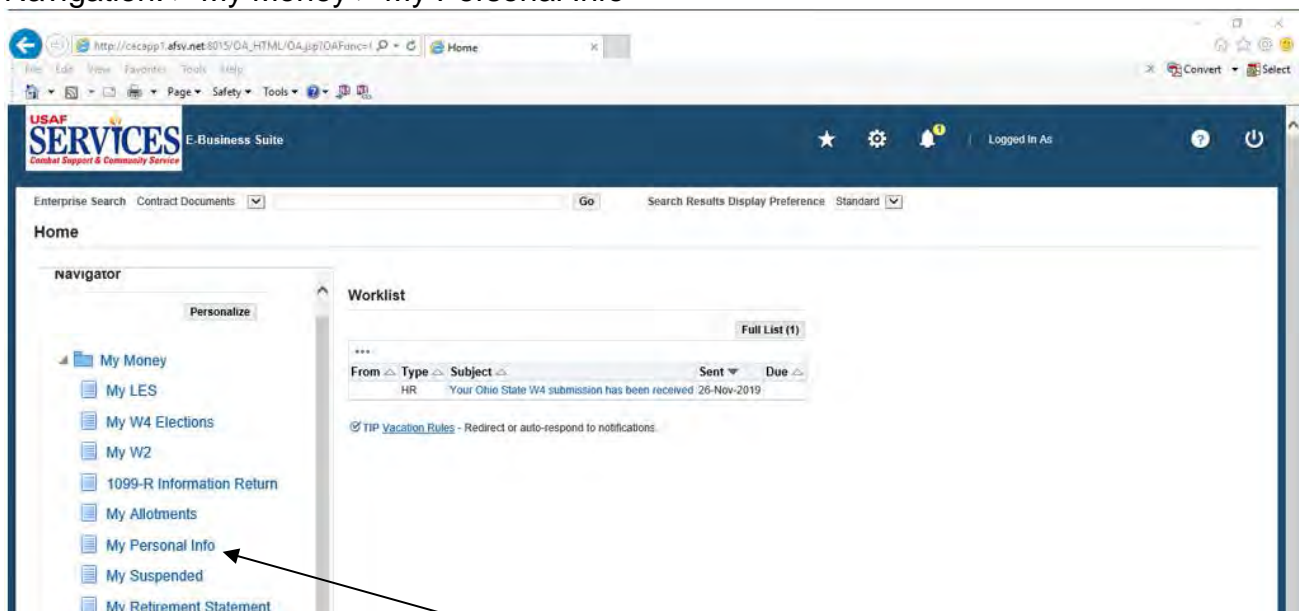 Navigation: > My Money > My Personal Info
http://cacapp1.afsv.net:8015/OA_HTML/OA.jsp?OAFunc=
Home
File Edit View Favorites Tools Help
Convert Select
Page Safety Tools
USAF
SERVICES E-Business Suite
Combat Support & Community Service
1
Logged In As
Enterprise Search Contract Documents Go Search Results Display Preference Standard
Home
Navigator
Personalize
My Money
My LES
My W4 Elections
My W2
1099-R Information Return
My Allotments
My Personal Info
My Suspended
My Retirement Statement
Worklist
Full List (1)
...
From Type Subject Sent Due
HR Your Ohio State W4 submission has been received 26-Nov-2019
TIP Vacation Rules - Redirect or auto-respond to notifications.